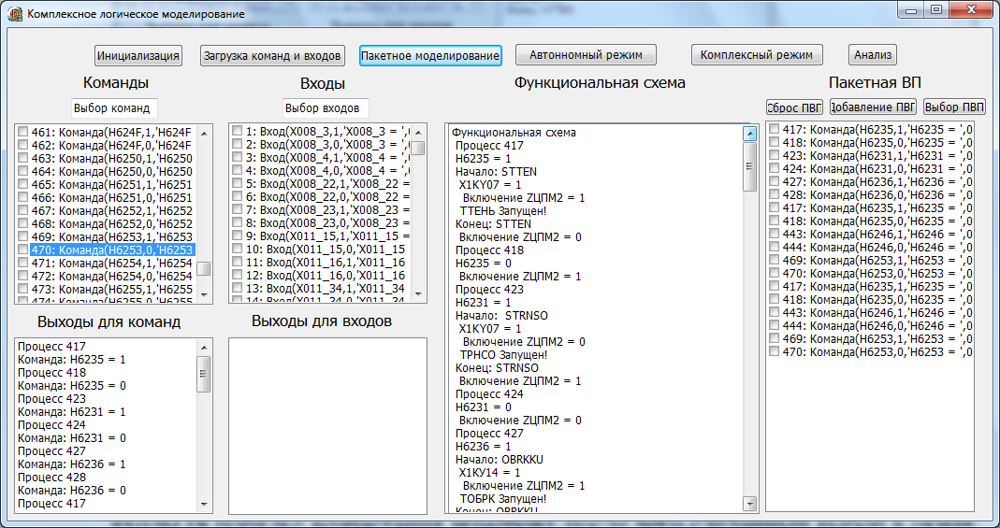 Комплексное логическое моделирование
Инициализация
Загрузка команд и входов
Пакетное моделирование
Автономный режим
Комплексный режим
Анализ
Команды
Входы
Функциональная схема
Пакетная ВП
Выбор команд
Выбор входов
Сброс ПВП
Добавление ПВП
Выбор ПВП
461: Команда(H624F,1,'H624F
462: Команда(H624F,0,'H624F
463: Команда(H6250,1,'H6250
464: Команда(H6250,0,'H6250
465: Команда(H6251,1,'H6251
466: Команда(H6251,0,'H6251
467: Команда(H6252,1,'H6252
468: Команда(H6252,0,'H6252
469: Команда(H6253,1,'H6253
470: Команда(H6253,0,'H6253
471: Команда(H6254,1,'H6254
472: Команда(H6254,0,'H6254
473: Команда(H6255,1,'H6255
474: Команда(H6255,0,'H6255
1: Вход(X008_3,1,'X008_3 = ',
2: Вход(X008_3,0,'X008_3 = ',
3: Вход(X008_4,1,'X008_4 = ',
4: Вход(X008_4,0,'X008_4 = ',
5: Вход(X008_22,1,'X008_22 =
6: Вход(X008_22,0,'X008_22 =
7: Вход(X008_23,1,'X008_23 =
8: Вход(X008_23,0,'X008_23 =
9: Вход(X011_15,1,'X011_15 =
10: Вход(X011_15,0,'X011_15
11: Вход(X011_16,1,'X011_16
12: Вход(X011_16,0,'X011_16
13: Вход(X011_34,1,'X011_34
14: Вход(X011_34,0,'X011_34
Выходы для команд
Выходы для входов
Процесс 417
Команда: H6235 = 1
Процесс 418
Команда: H6235 = 0
Процесс 423
Команда: H6231 = 1
Процесс 424
Команда: H6231 = 0
Процесс 427
Команда: H6236 = 1
Процесс 428
Команда: H6236 = 0
Процесс 417
Функциональная схема
Процесс 417
H6235 = 1
Начало: STTEN
X1KY07 = 1
Включение ZЦПМ2 = 1
ТТЕНЬ Запущен!
Конец: STTEN
Включение ZЦПМ2 = 0
Процесс 418
H6235 = 0
Включение ZЦПМ2 = 1
Процесс 423
H6231 = 1
Начало: STRNSO
X1KY07 = 1
Включение ZЦПМ2 = 0
ТРНСО Запущен!
Конец: STRNSO
Включение ZЦПМ2 = 1
Процесс 424
H6231 = 0
Включение ZЦПМ2 = 0
Процесс 427
H6236 = 1
Начало: OBRKKU
X1КУ14 = 1
Включение ZЦПМ2 = 1
ТОБРК Запущен!
Конец: OBRKKU
417: Команда(H6235,1,'H6235 = ',0
418: Команда(H6235,0,'H6235 = ',0
423: Команда(H6231,1,'H6231 = ',0
424: Команда(H6231,0,'H6231 = ',0
427: Команда(H6236,1,'H6236 = ',0
428: Команда(H6236,0,'H6236 = ',0
417: Команда(H6235,1,'H6235 = ',0
418: Команда(H6235,0,'H6235 = ',0
443: Команда(H6246,1,'H6246 = ',0
444: Команда(H6246,0,'H6246 = ',0
469: Команда(H6253,1,'H6253 = ',0
470: Команда(H6253,0,'H6253 = ',0
417: Команда(H6235,1,'H6235 = ',0
418: Команда(H6235,0,'H6235 = ',0
443: Команда(H6246,1,'H6246 = ',0
444: Команда(H6246,0,'H6246 = ',0
469: Команда(H6253,1,'H6253 = ',0
470: Команда(H6253,0,'H6253 = ',0